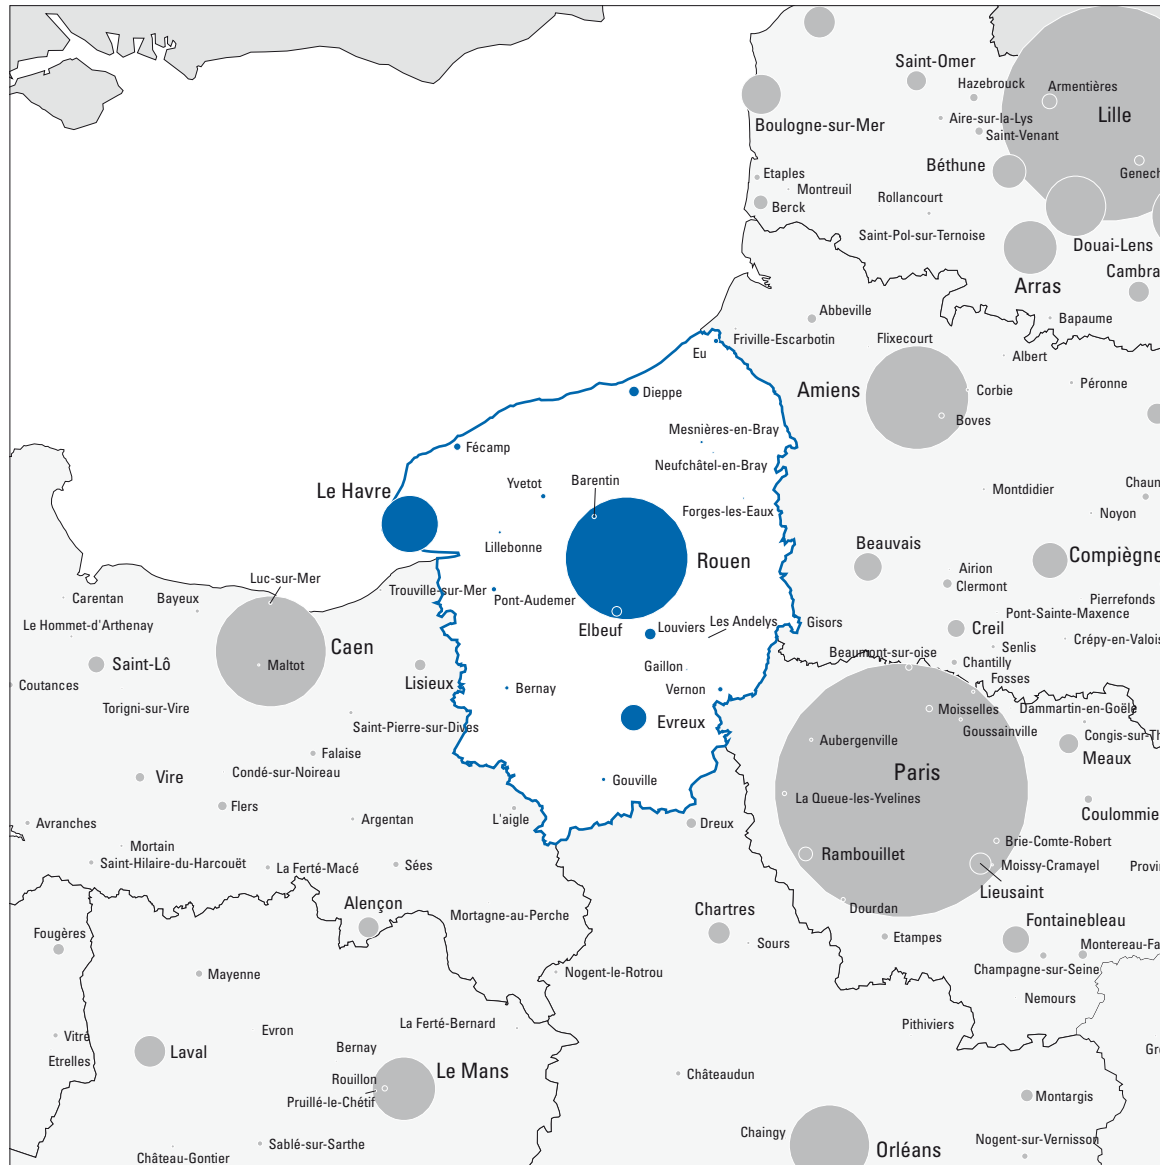 Saint-Omer
Hazebrouck
Armentières
Lille
Boulogne-sur-Mer
Aire-sur-la-Lys
Saint-Venant
Béthune
Genech
Etaples
Montreuil
Berck
Rollancourt
Saint-Pol-sur-Ternoise
Douai-Lens
Arras
Cambra
Abbeville
Bapaume
Friville-Escarbotin
Flixecourt
Eu
Albert
Amiens
Corbie
Péronne
Dieppe
Boves
Mesnières-en-Bray
Fécamp
Neufchâtel-en-Bray
Le Havre
Yvetot
Barentin
Montdidier
Chaun
Forges-les-Eaux
Noyon
Lillebonne
Beauvais
Compiègne
Rouen
Luc-sur-Mer
Airion
Clermont
Trouville-sur-Mer
Pont-Audemer
Carentan
Bayeux
Pierrefonds
Pont-Sainte-Maxence
Le Hommet-d'Arthenay
Elbeuf
Louviers
Les Andelys
Gisors
Creil
Crépy-en-Valois
Caen
Senlis
Beaumont-sur-oise
Saint-Lô
Maltot
Lisieux
Gaillon
Chantilly
Fosses
Coutances
Bernay
Vernon
Torigni-sur-Vire
Moisselles
Dammartin-en-Goële
Saint-Pierre-sur-Dives
Evreux
Goussainville
Congis-sur-Th
Aubergenville
Meaux
Falaise
Condé-sur-Noireau
Vire
Paris
Gouville
La Queue-les-Yvelines
Flers
Coulommie
Avranches
Argentan
L'aigle
Dreux
Mortain
Brie-Comte-Robert
Saint-Hilaire-du-Harcouët
La Ferté-Macé
Sées
Rambouillet
Moissy-Cramayel
Provi
Lieusaint
Alençon
Mortagne-au-Perche
Chartres
Dourdan
Fontainebleau
Fougères
Sours
Etampes
Montereau-Fa
Mayenne
Nogent-le-Rotrou
Champagne-sur-Seine
Nemours
Evron
La Ferté-Bernard
Pithiviers
Vitré
Etrelles
Laval
Bernay
Gre
Le Mans
Rouillon
Châteaudun
Pruillé-le-Chétif
Montargis
Chaingy
Sablé-sur-Sarthe
Orléans
Nogent-sur-Vernisson
Château-Gontier